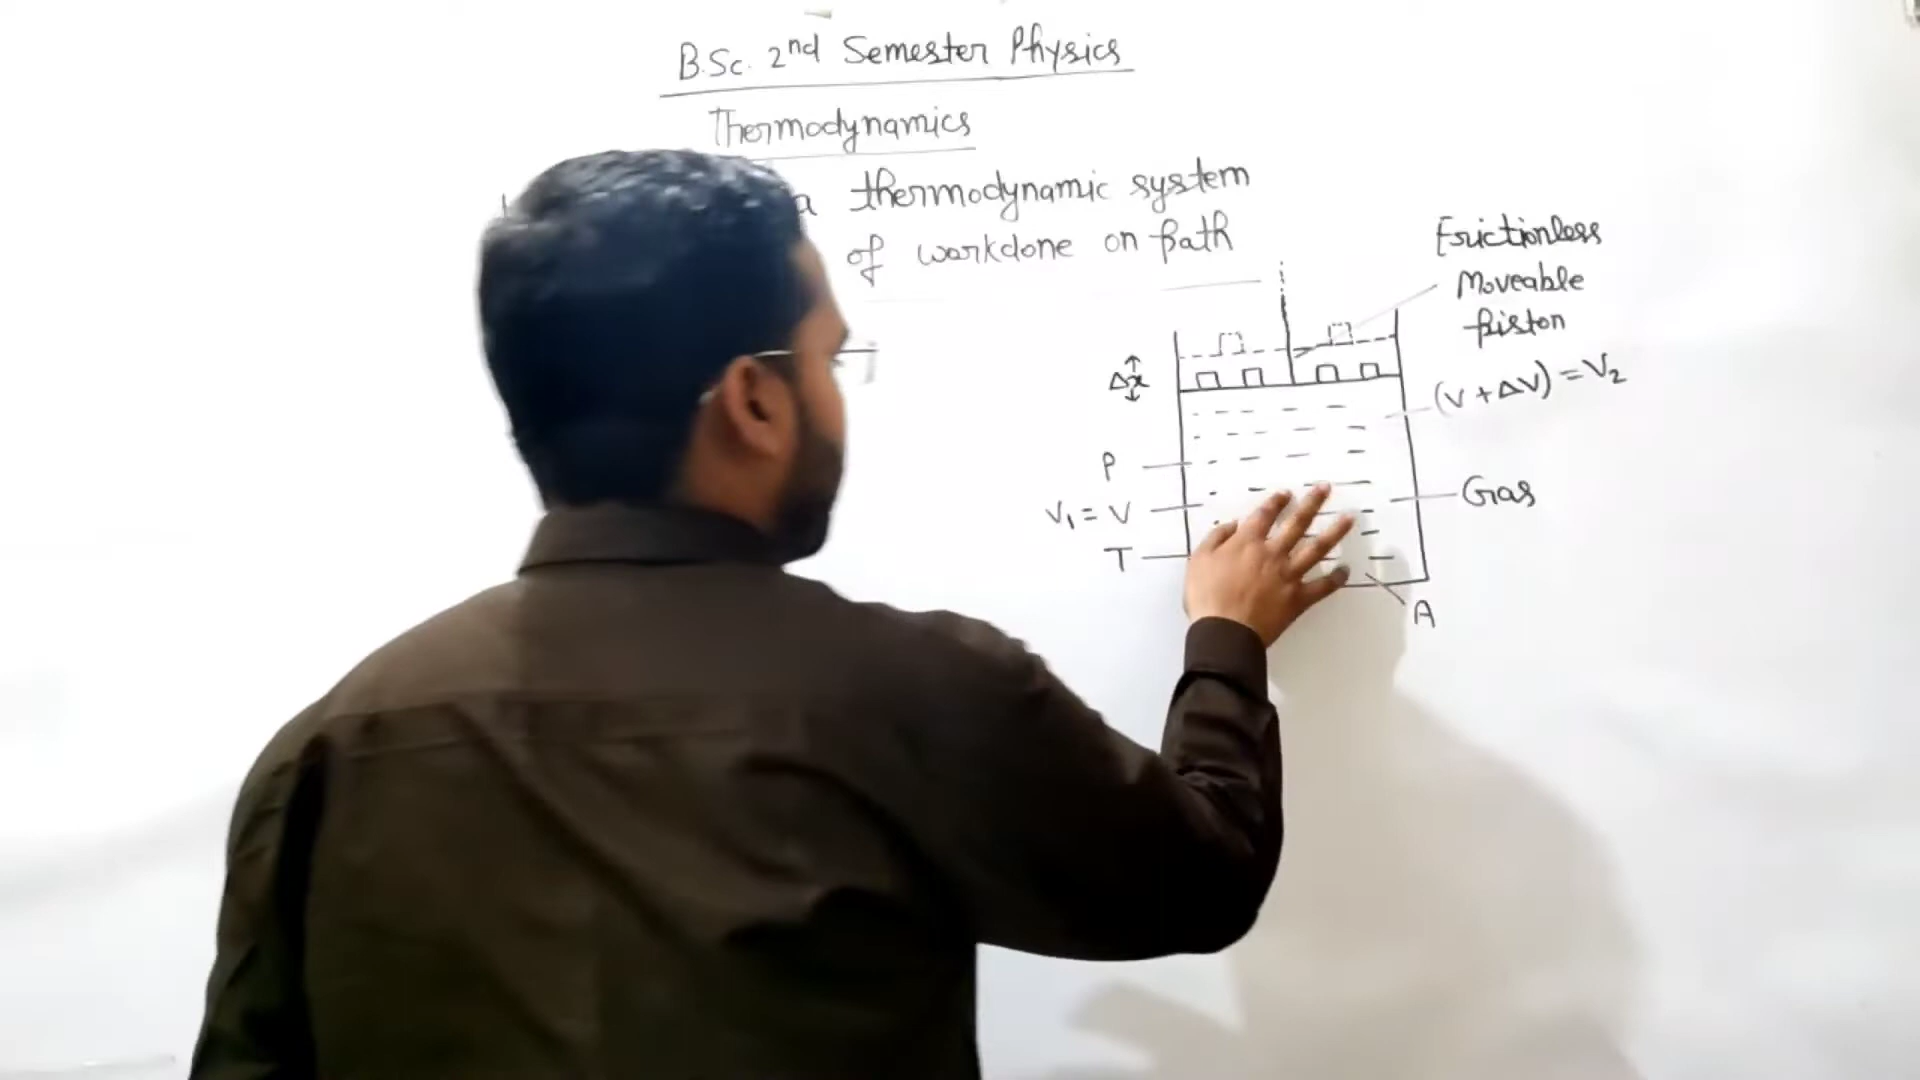 B.Sc. 2nd Semester Physics
Thermodynamics
a thermodynamic system
of workdone on path
Frictionless
Moveable
piston
Δx
(V + ΔV) = V₂
P
V₁ = V
Gas
T
A